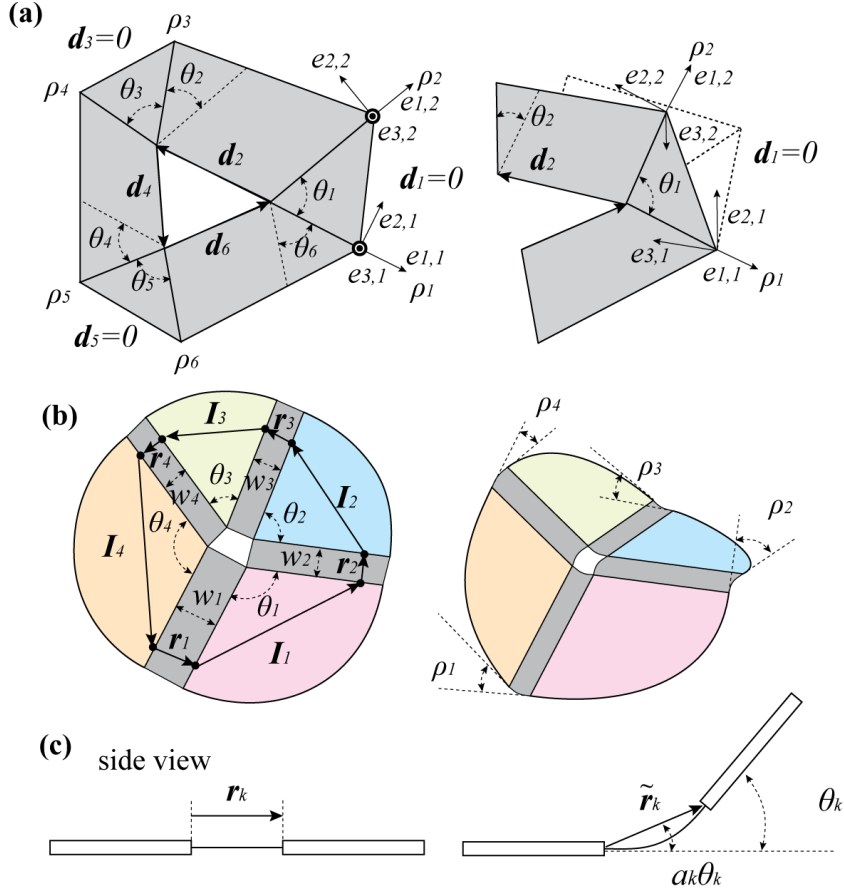 (a)
d3=0
ρ3
ρ4
θ3
θ2
d2
d4
θ4
θ5
d6
ρ5
d5=0
ρ6
e2,2
ρ2
e1,2
e3,2
θ1
d1=0
e2,1
θ6
e1,1
e3,1
ρ1
ρ2
e2,2
e1,2
e3,2
θ2
d2
θ1
d1=0
e2,1
e3,1
e1,1
ρ1
(b)
I3
r3
r4
w4
θ3
w3
I2
θ4
θ2
I4
w2
r2
w1
θ1
r1
I1
ρ4
ρ3
ρ2
ρ1
(c)
side view
rk
r̃k
θk
akθk